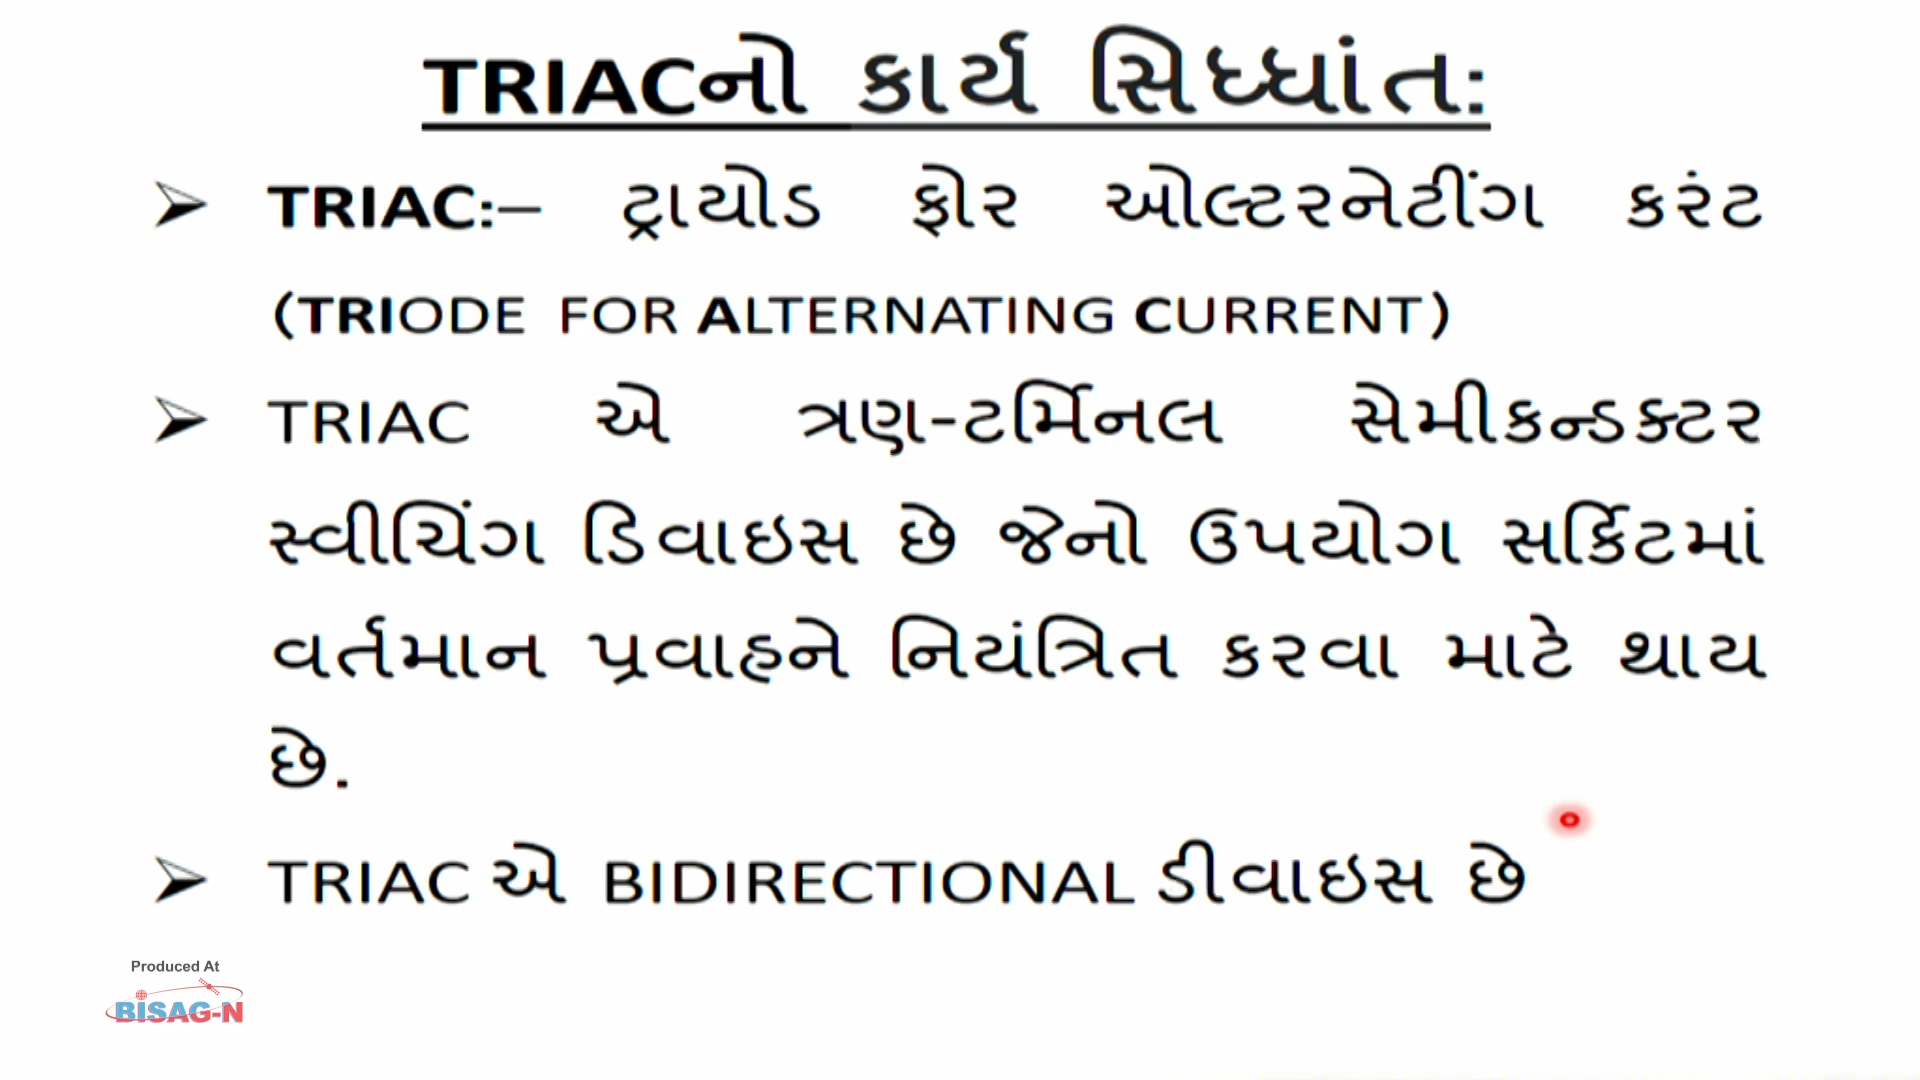 TRIACનો કાર્ય સિધ્ધાંત:
➢ TRIAC:– ટ્રાયોડ ફોર ઓલ્ટરનેટીંગ કરંટ
(TRIODE FOR ALTERNATING CURRENT)
➢ TRIAC એ ત્રણ-ટર્મિનલ સેમીકન્ડક્ટર
સ્વીચિંગ ડિવાઇસ છે જેનો ઉપયોગ સર્કિટમાં
વર્તમાન પ્રવાહને નિયંત્રિત કરવા માટે થાય
છે.
➢ TRIAC એ BIDIRECTIONAL ડીવાઇસ છે
Produced At
BISAG-N